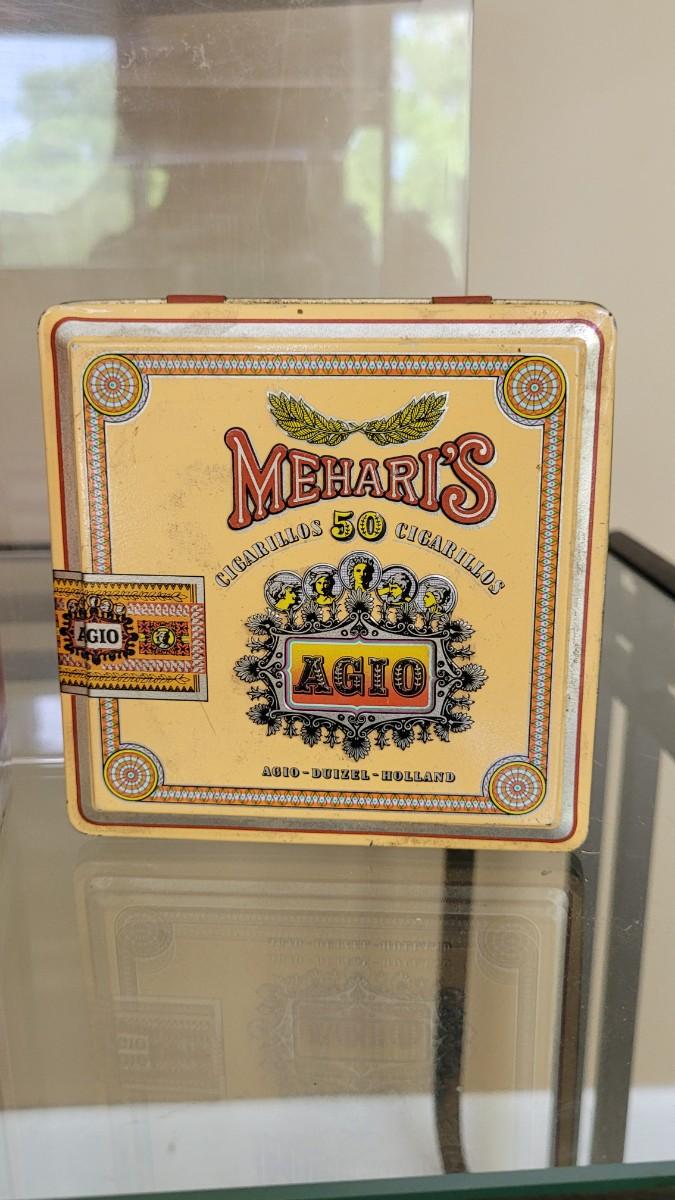 MEHARI'S
CIGARILLOS 50 CIGARILLOS
AGIO
AGIO
AGIO-DUIZEL-HOLLAND